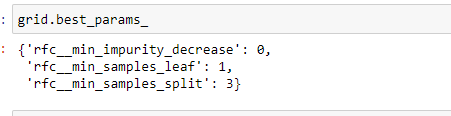 : grid.best_params_
: {'rfc__min_impurity_decrease': 0,
'rfc__min_samples_leaf': 1,
'rfc__min_samples_split': 3}